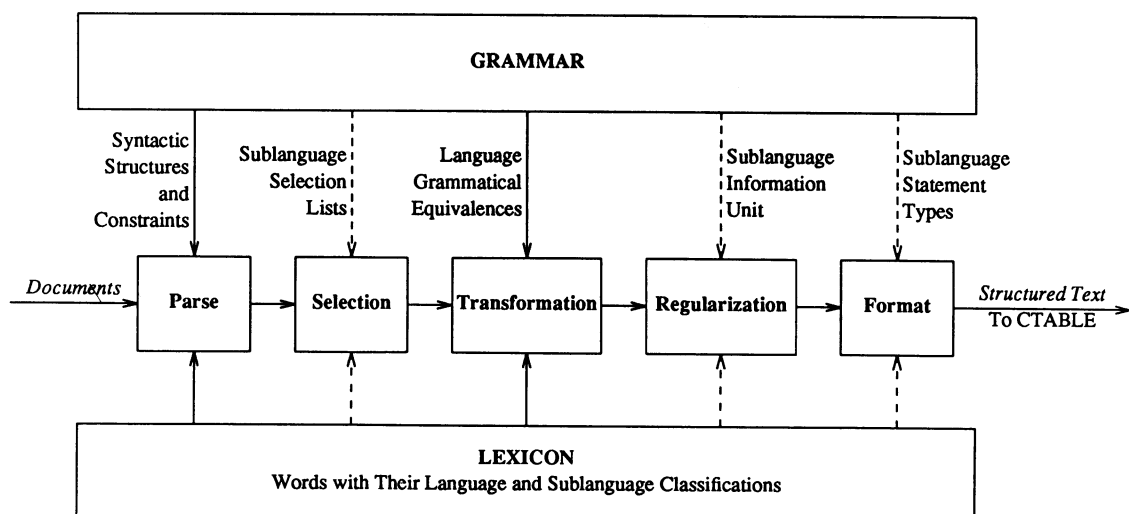 GRAMMAR
Syntactic
Structures
and
Constraints
Sublanguage
Selection
Lists
Language
Grammatical
Equivalences
Sublanguage
Information
Unit
Sublanguage
Statement
Types
Documents
Parse
Selection
Transformation
Regularization
Format
Structured Text
To CTABLE
LEXICON
Words with Their Language and Sublanguage Classifications